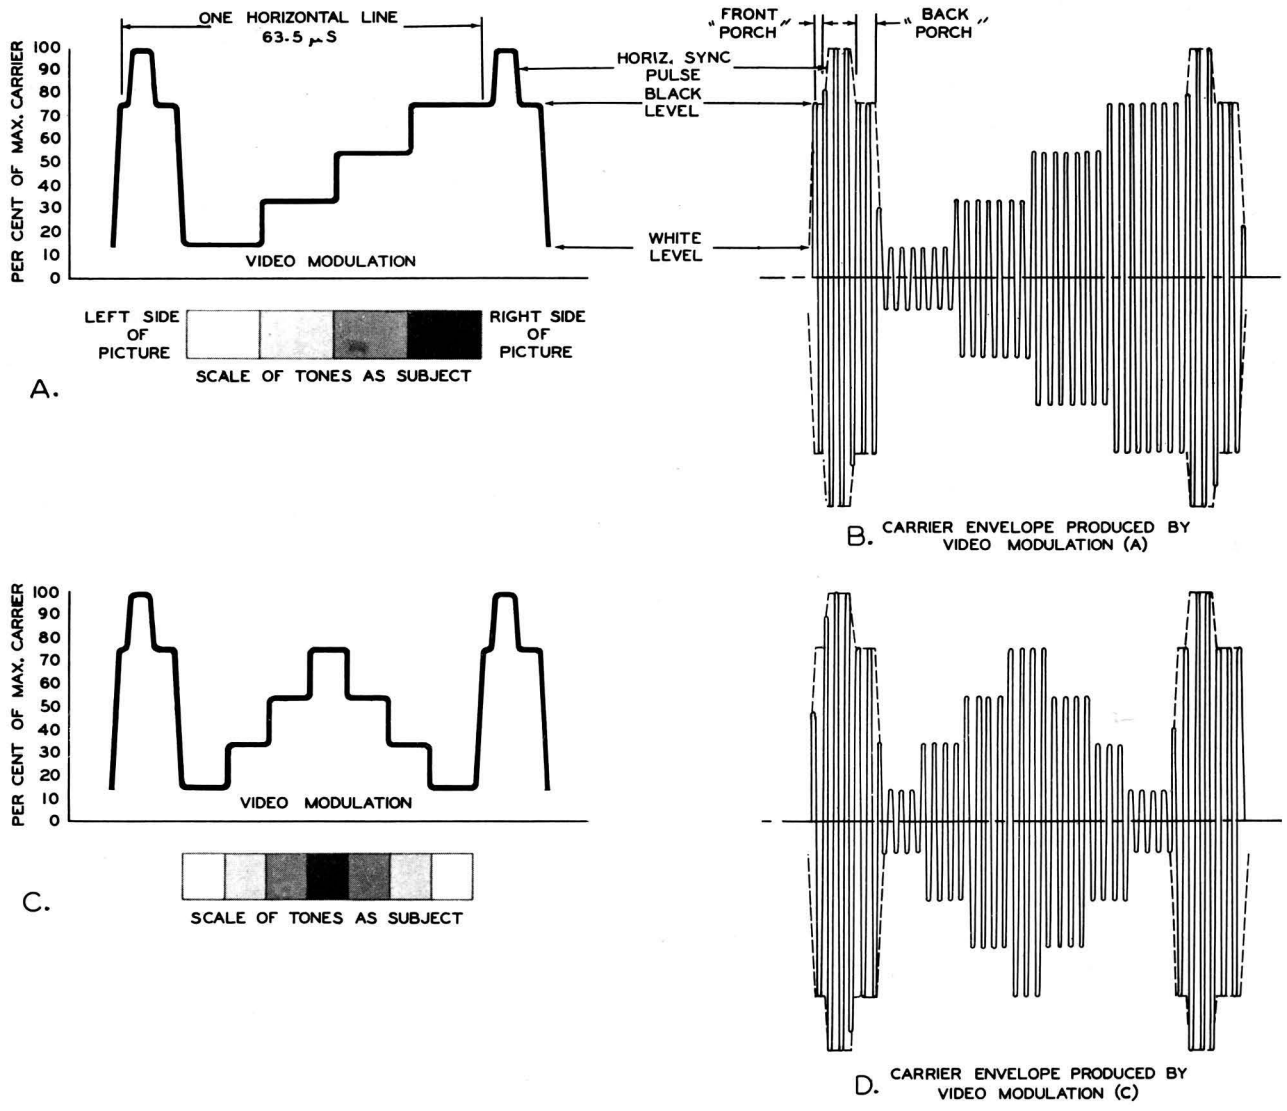 ONE HORIZONTAL LINE
63.5 μS
PER CENT OF MAX. CARRIER
100
90
80
70
60
50
40
30
20
10
0
VIDEO MODULATION
LEFT SIDE
OF
PICTURE
RIGHT SIDE
OF
PICTURE
SCALE OF TONES AS SUBJECT
A.
HORIZ. SYNC
PULSE
BLACK
LEVEL
WHITE
LEVEL
"FRONT
PORCH"
"BACK
PORCH"
B. CARRIER ENVELOPE PRODUCED BY
VIDEO MODULATION (A)
PER CENT OF MAX. CARRIER
100
90
80
70
60
50
40
30
20
10
0
VIDEO MODULATION
SCALE OF TONES AS SUBJECT
C.
D. CARRIER ENVELOPE PRODUCED BY
VIDEO MODULATION (C)